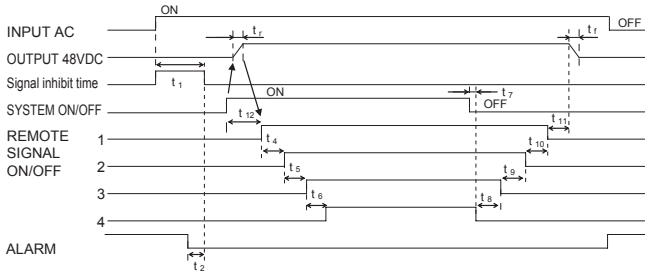 ON
INPUT AC
OFF
tr
tf
OUTPUT 48VDC
Signal inhibit time
t1
t7
SYSTEM ON/OFF
ON
OFF
t12
t11
REMOTE
SIGNAL
ON/OFF
1
t4
t10
2
t5
t9
3
t6
t8
4
ALARM
t2